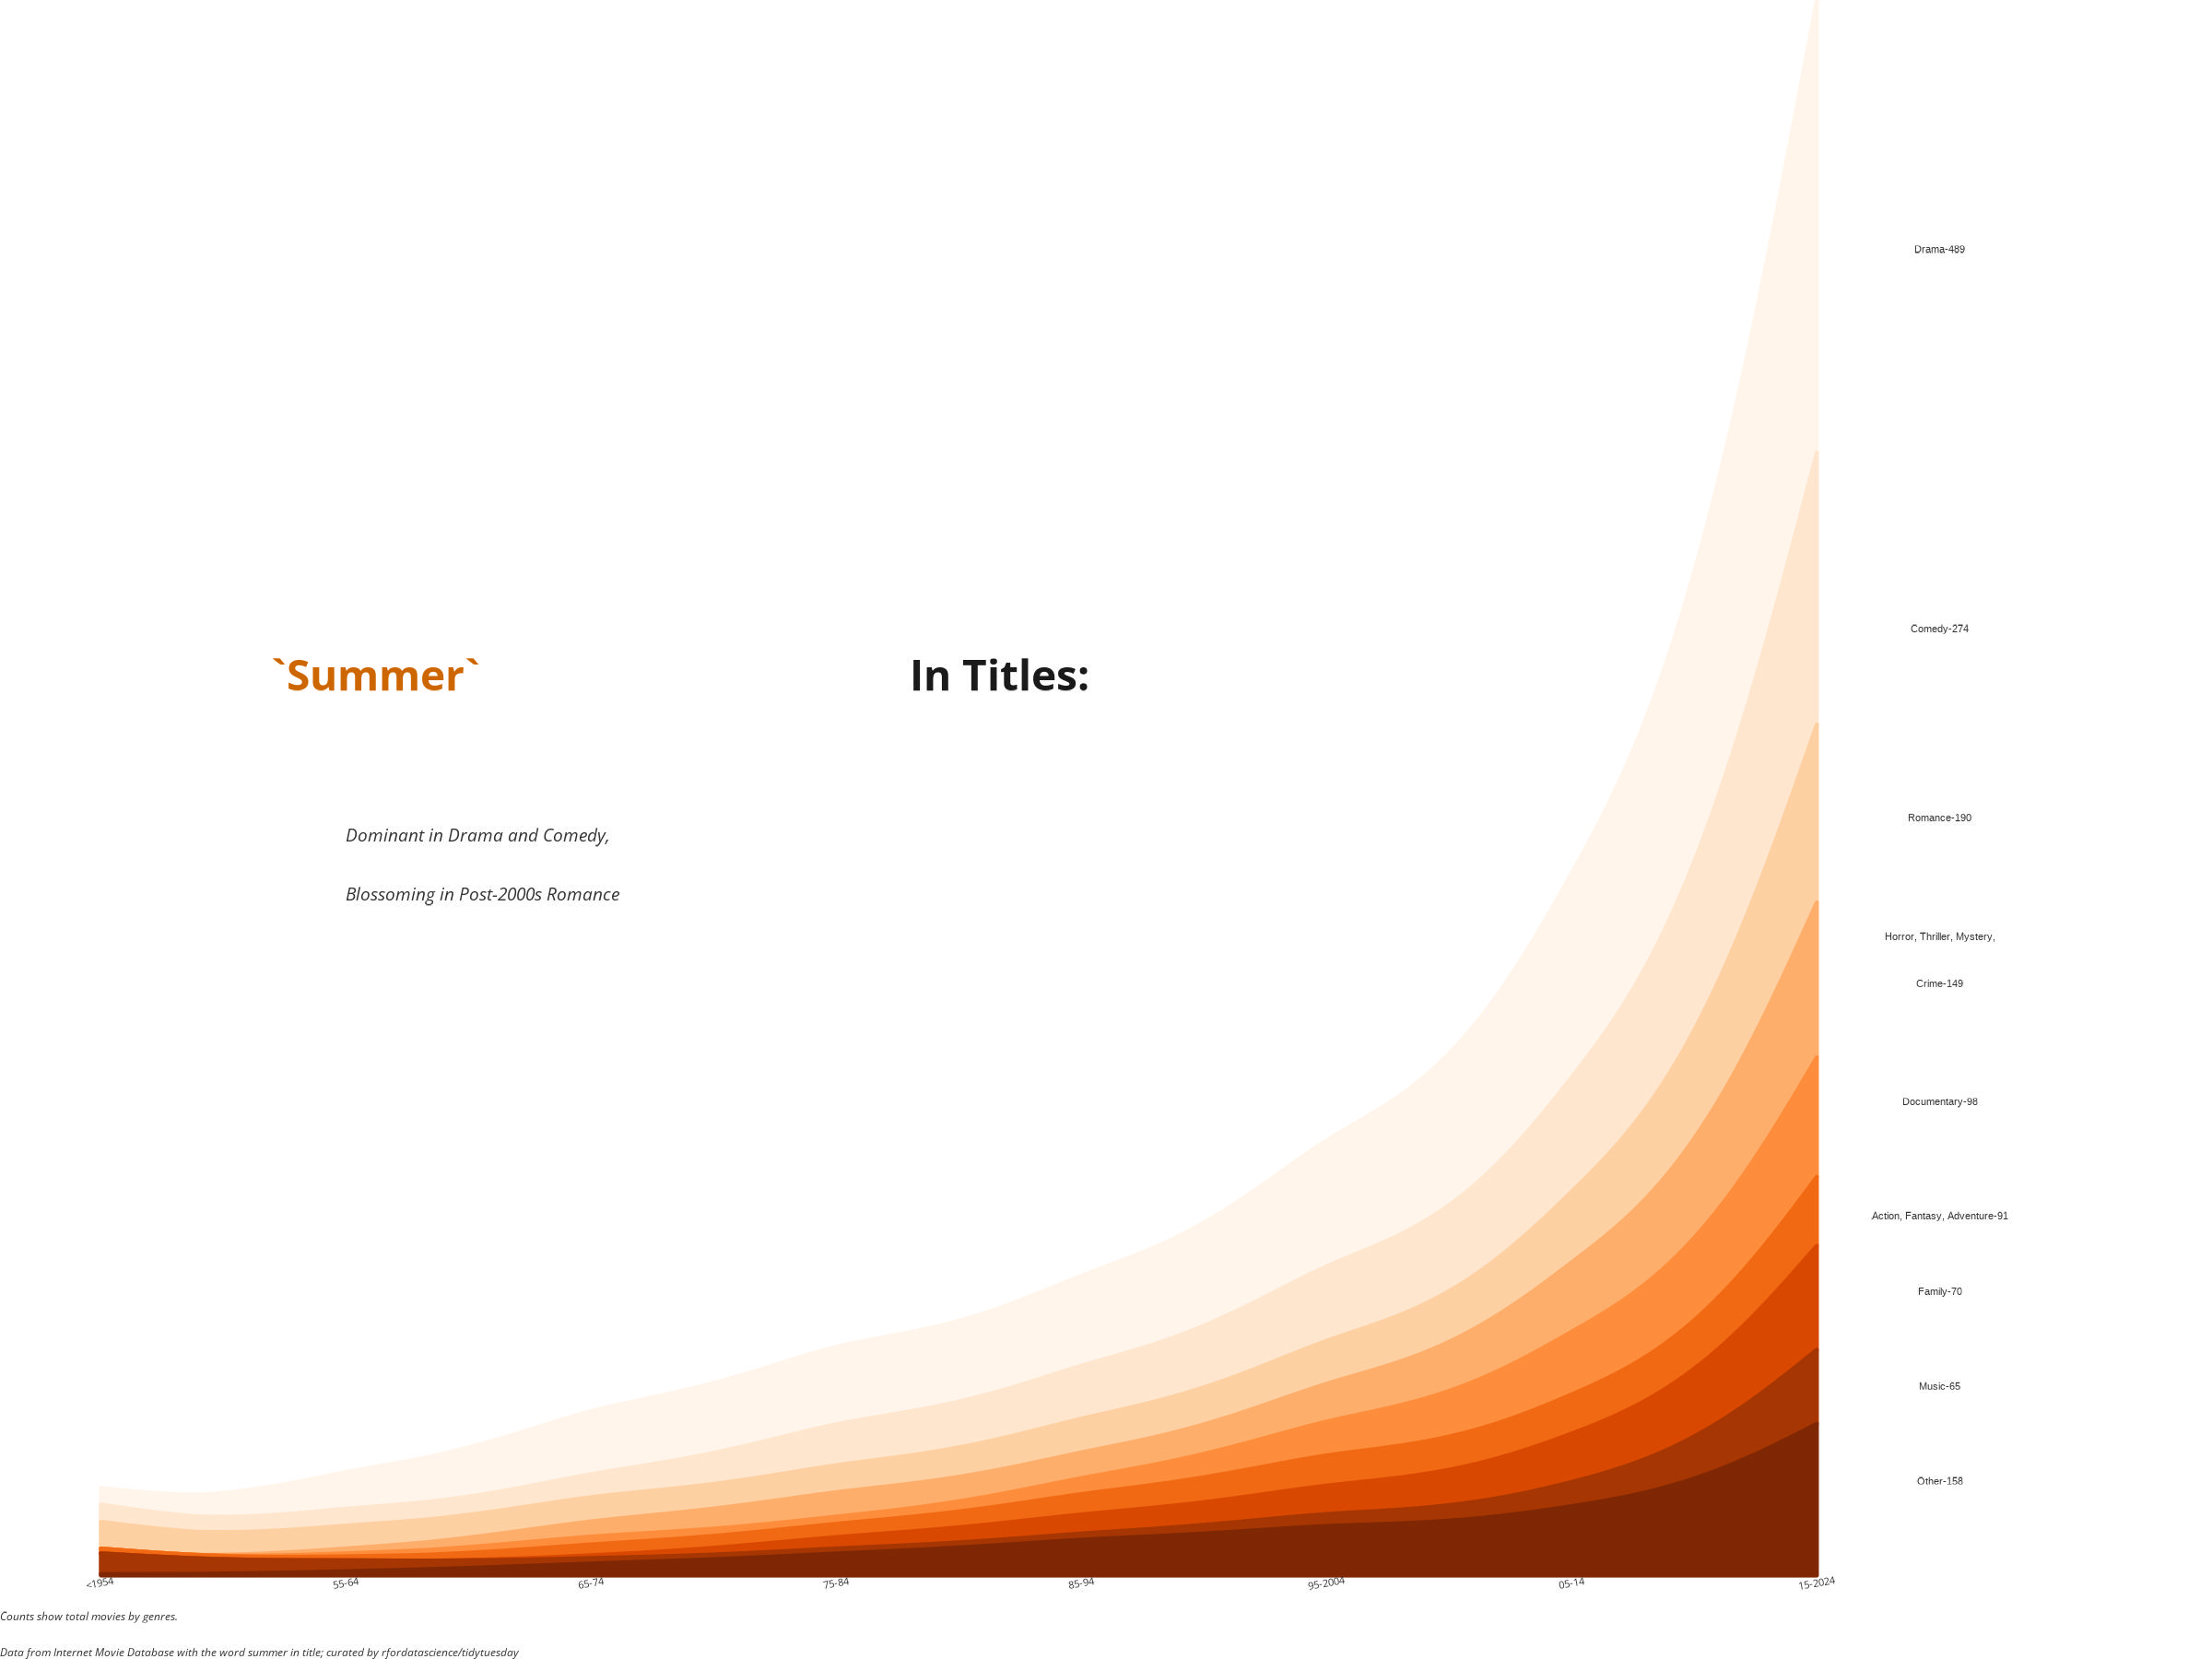 Drama-489
Comedy-274
`Summer` In Titles:
Romance-190
Dominant in Drama and Comedy,
Blossoming in Post-2000s Romance
Horror, Thriller, Mystery,
Crime-149
Documentary-98
Action, Fantasy, Adventure-91
Family-70
Music-65
Other-158
<1954 55-64 65-74 75-84 85-94 95-2004 05-14 15-2024
Counts show total movies by genres.
Data from Internet Movie Database with the word summer in title; curated by rfordatascience/tidytuesday